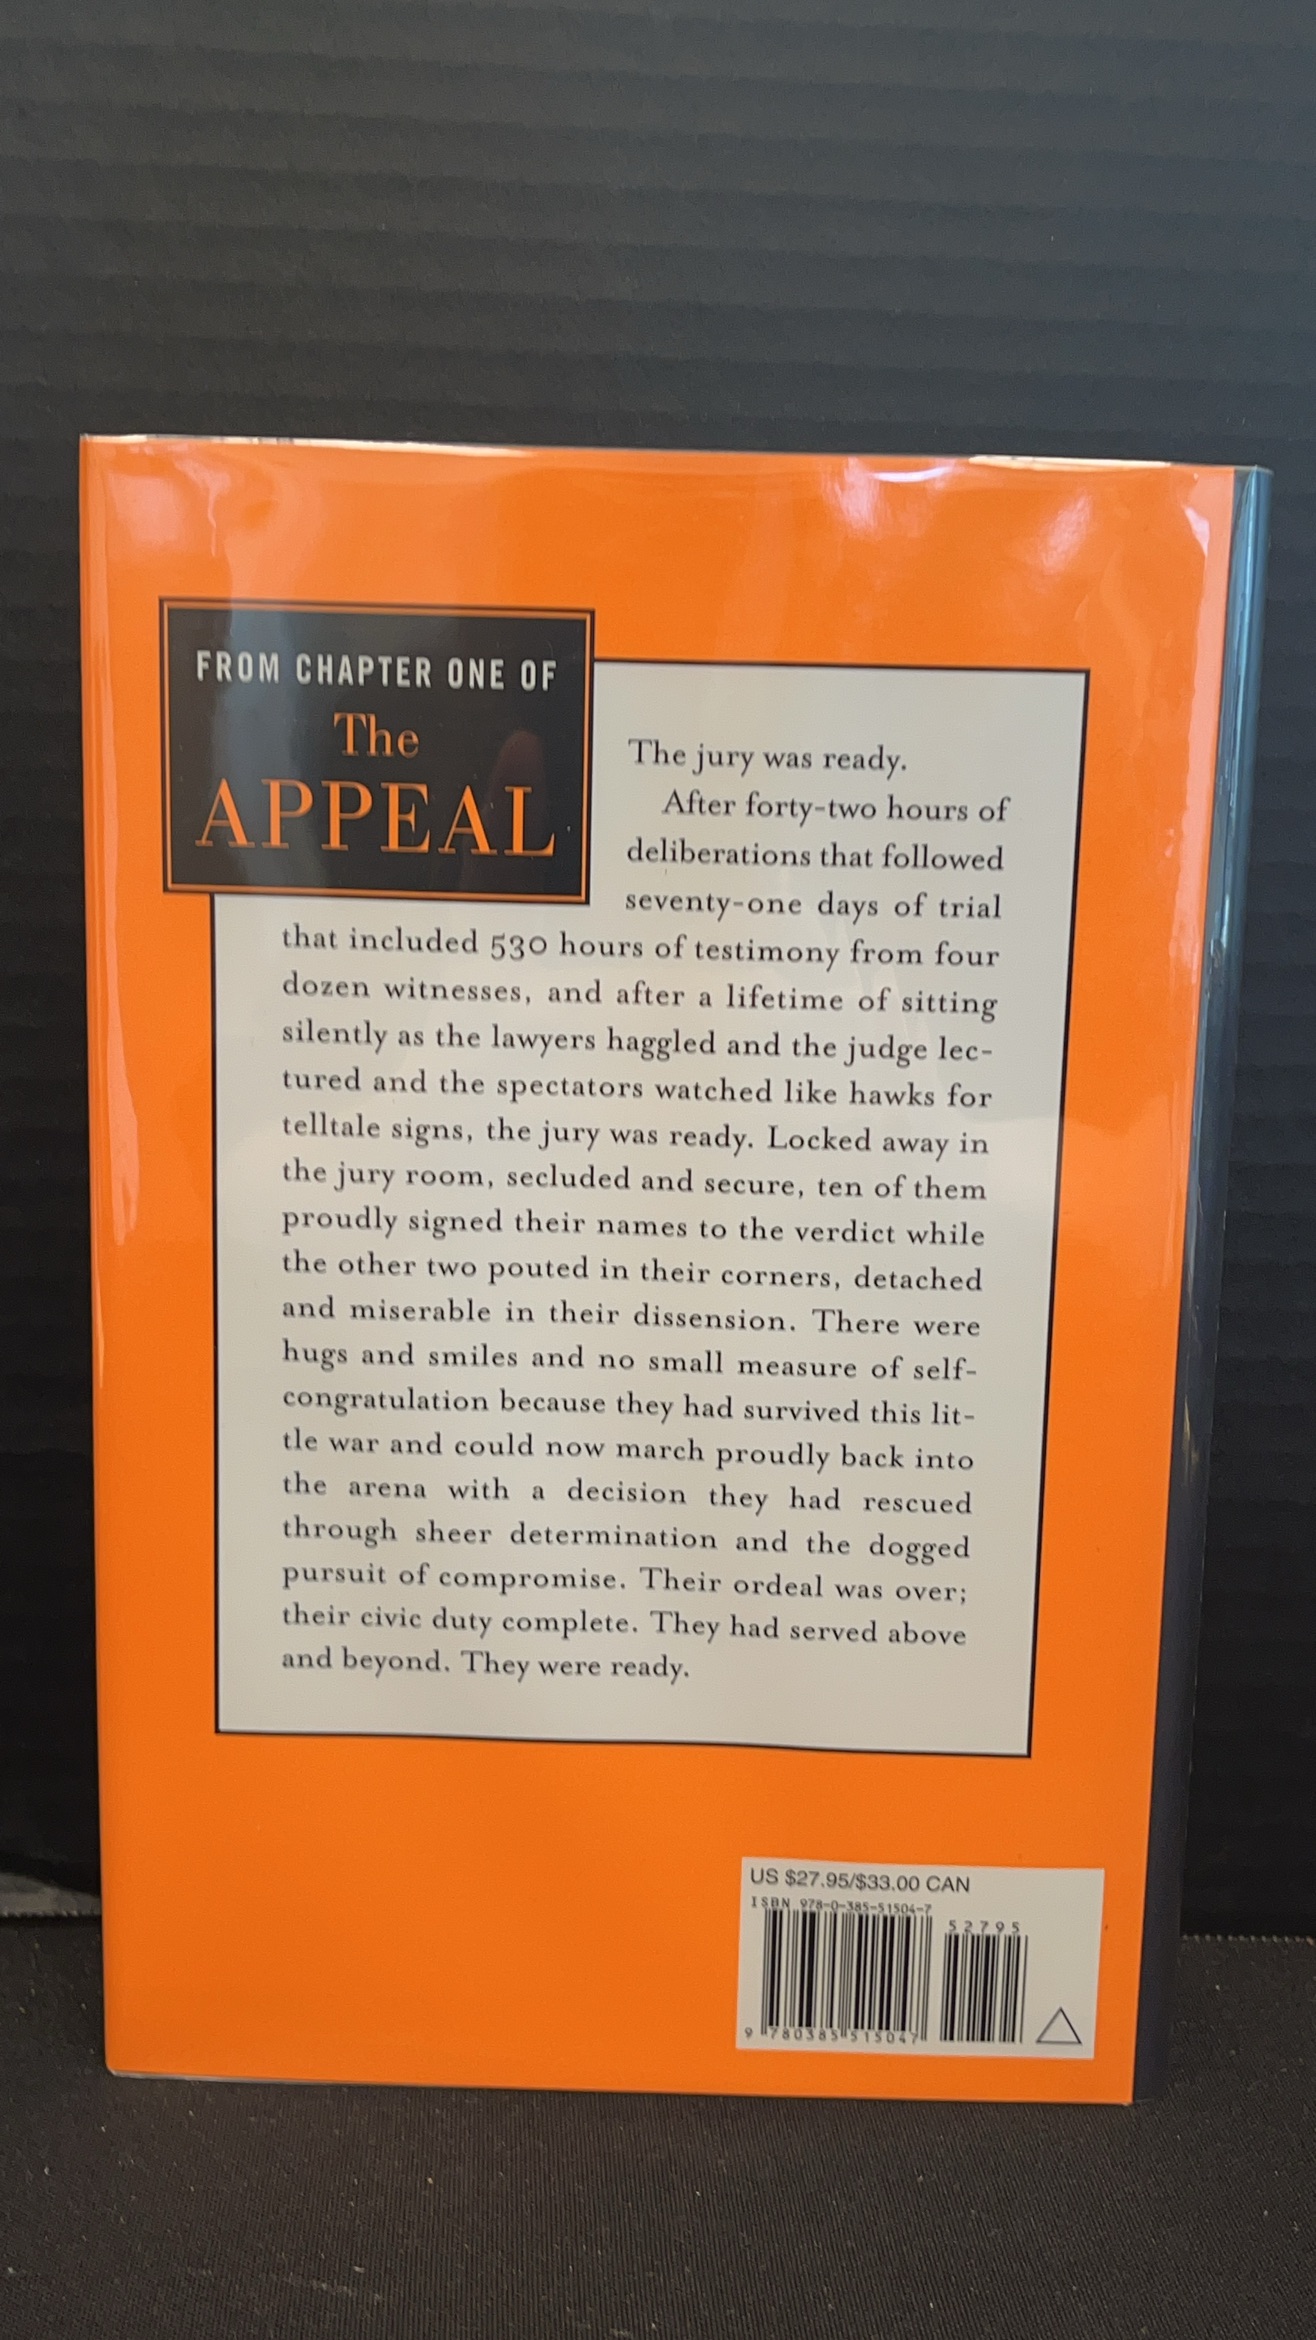 FROM CHAPTER ONE OF
The
APPEAL
The jury was ready.
After forty-two hours of
deliberations that followed
seventy-one days of trial
that included 530 hours of testimony from four
dozen witnesses, and after a lifetime of sitting
silently as the lawyers haggled and the judge lec-
tured and the spectators watched like hawks for
telltale signs, the jury was ready. Locked away in
the jury room, secluded and secure, ten of them
proudly signed their names to the verdict while
the other two pouted in their corners, detached
and miserable in their dissension. There were
hugs and smiles and no small measure of self-
congratulation because they had survived this lit-
tle war and could now march proudly back into
the arena with a decision they had rescued
through sheer determination and the dogged
pursuit of compromise. Their ordeal was over;
their civic duty complete. They had served above
and beyond. They were ready.
US $27.95/$33.00 CAN
ISBN 978-0-385-51504-7
52795
9 780385 515047